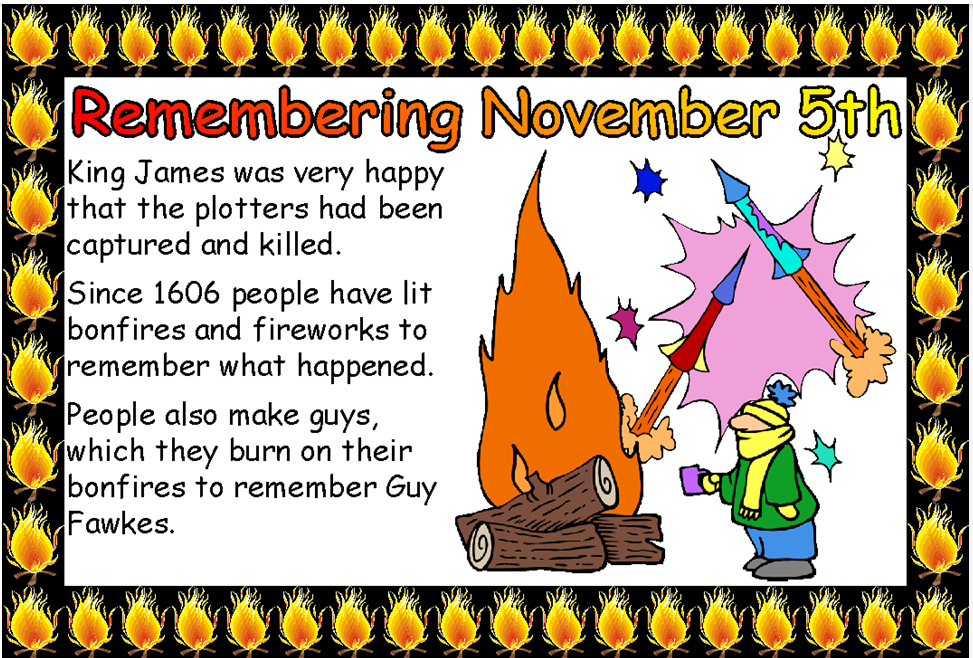 Remembering November 5th
King James was very happy
that the plotters had been
captured and killed.
Since 1606 people have lit
bonfires and fireworks to
remember what happened.
People also make guys,
which they burn on their
bonfires to remember Guy
Fawkes.